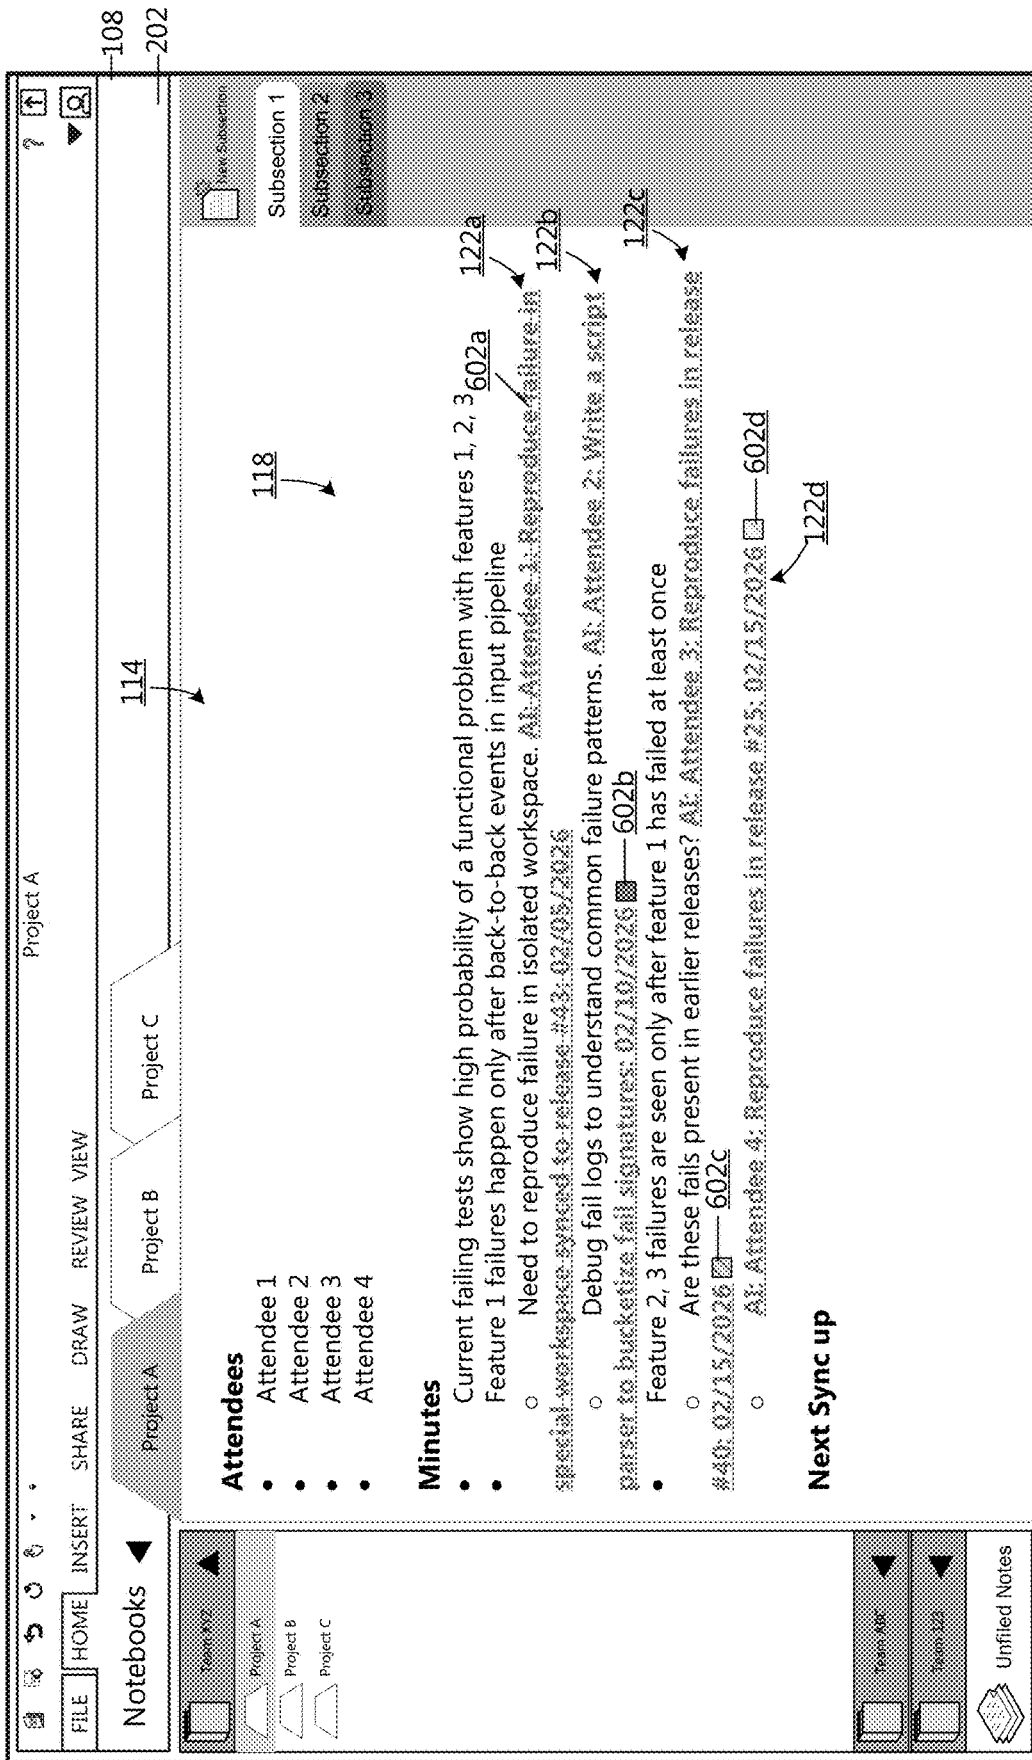 Project A
?
FILE HOME INSERT SHARE DRAW REVIEW VIEW
108
Notebooks
Project A
Project B
Project C
202
114
Team XYZ
Project A
Project B
Project C
Team ABC
Team 123
Unfiled Notes
New Subsection
Subsection 1
Subsection 2
Subsection 3
118
Attendees
• Attendee 1
• Attendee 2
• Attendee 3
• Attendee 4
Minutes
• Current failing tests show high probability of a functional problem with features 1, 2, 3
• Feature 1 failures happen only after back-to-back events in input pipeline
602a
122a
○ Need to reproduce failure in isolated workspace. AI: Attendee 1: Reproduce failure in
special workspace synced to release #43: 02/05/2026
122b
○ Debug fail logs to understand common failure patterns. AI: Attendee 2: Write a script
parser to bucketize fail signatures: 02/10/2026 602b
• Feature 2, 3 failures are seen only after feature 1 has failed at least once
122c
○ Are these fails present in earlier releases? AI: Attendee 3: Reproduce failures in release
#40: 02/15/2026 602c
○ AI: Attendee 4: Reproduce failures in release #25: 02/15/2026 602d
122d
Next Sync up